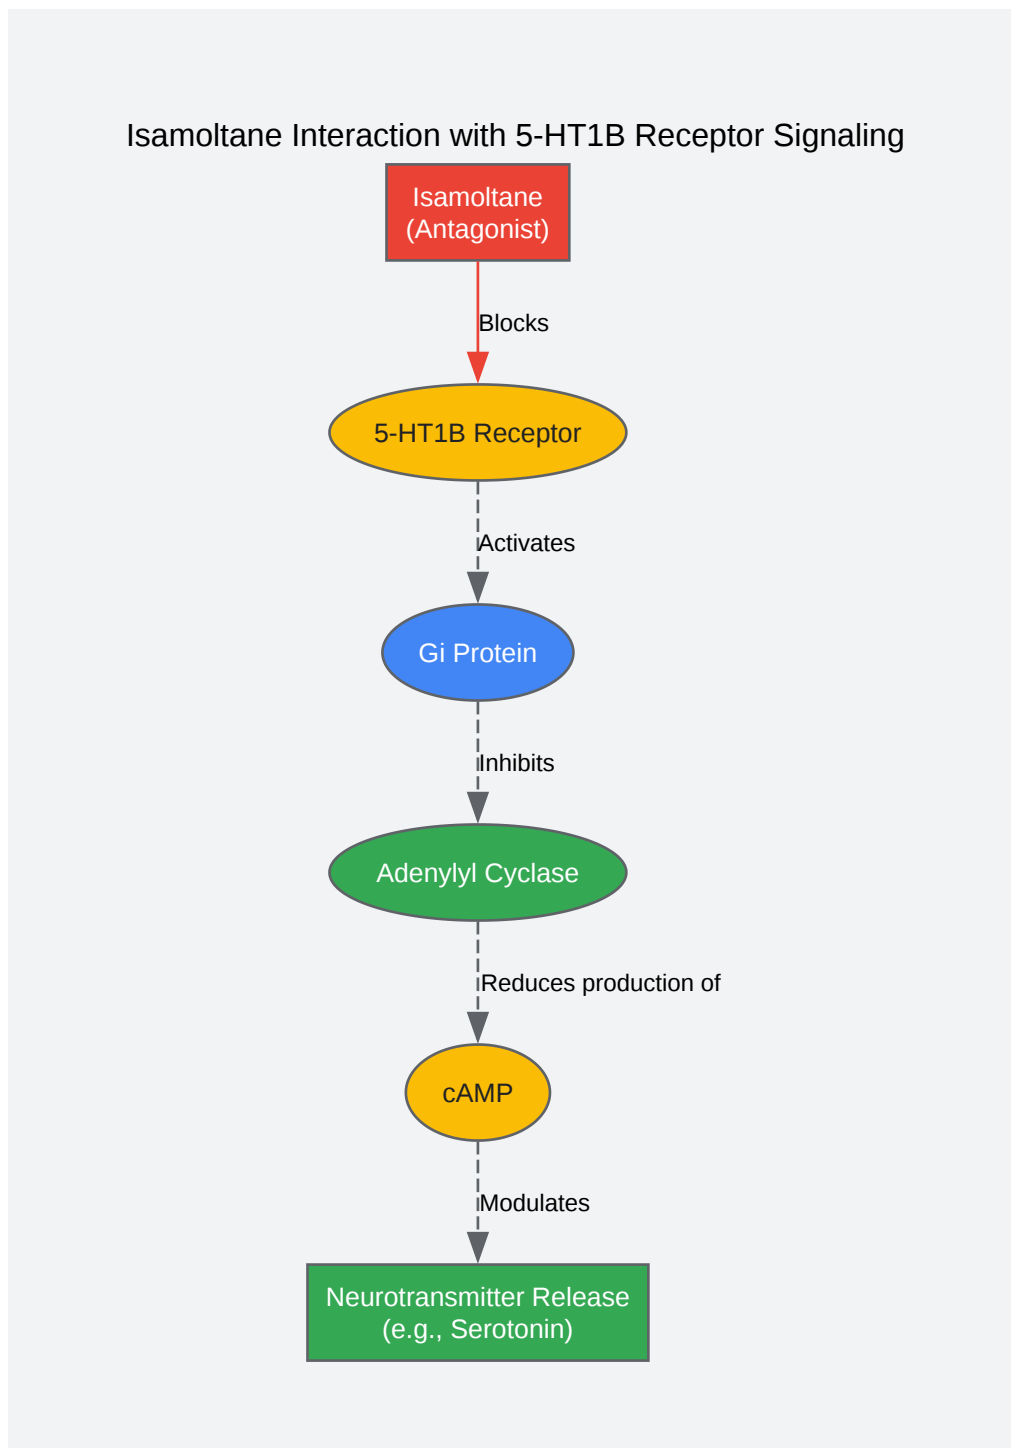 Isamoltane Interaction with 5-HT1B Receptor Signaling
Isamoltane
(Antagonist)
Blocks
5-HT1B Receptor
Activates
Gi Protein
Inhibits
Adenylyl Cyclase
Reduces production of
cAMP
Modulates
Neurotransmitter Release
(e.g., Serotonin)